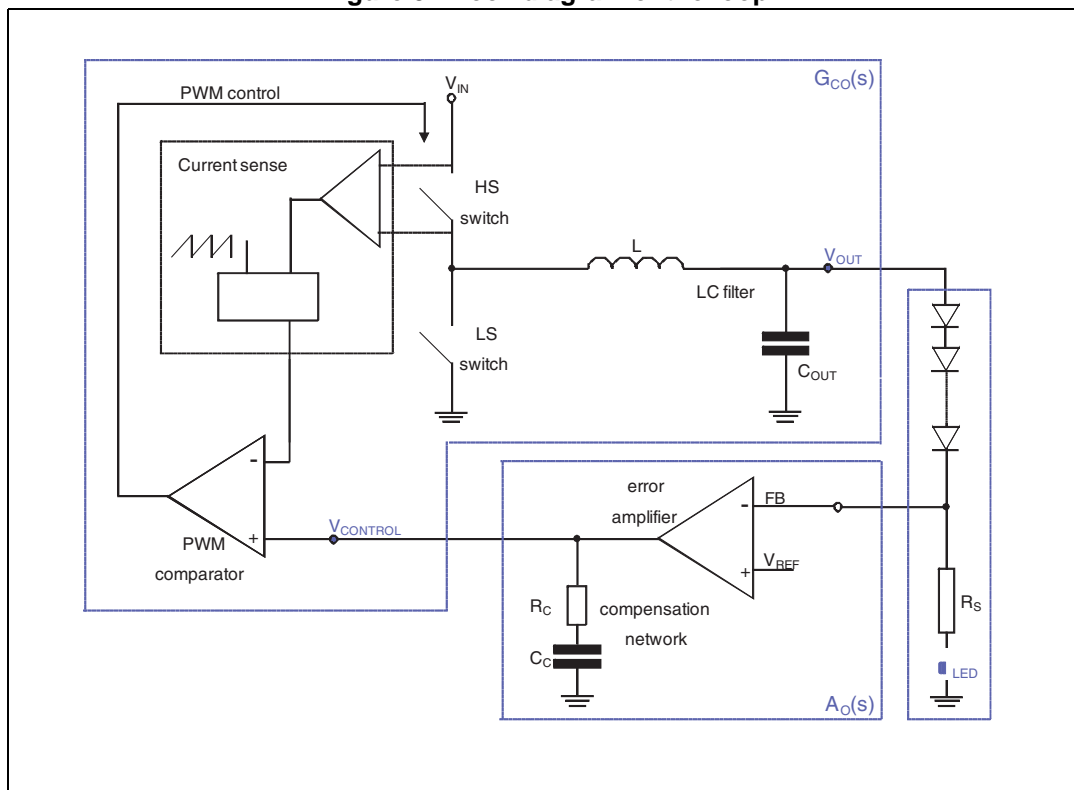 G_CO(s)
V_IN
PWM control
Current sense
HS
switch
L
V_OUT
LC filter
LS
switch
C_OUT
-
error
amplifier
-
FB
V_CONTROL
+
PWM
comparator
+
V_REF
R_C
compensation
network
C_C
R_S
LED
A_O(s)